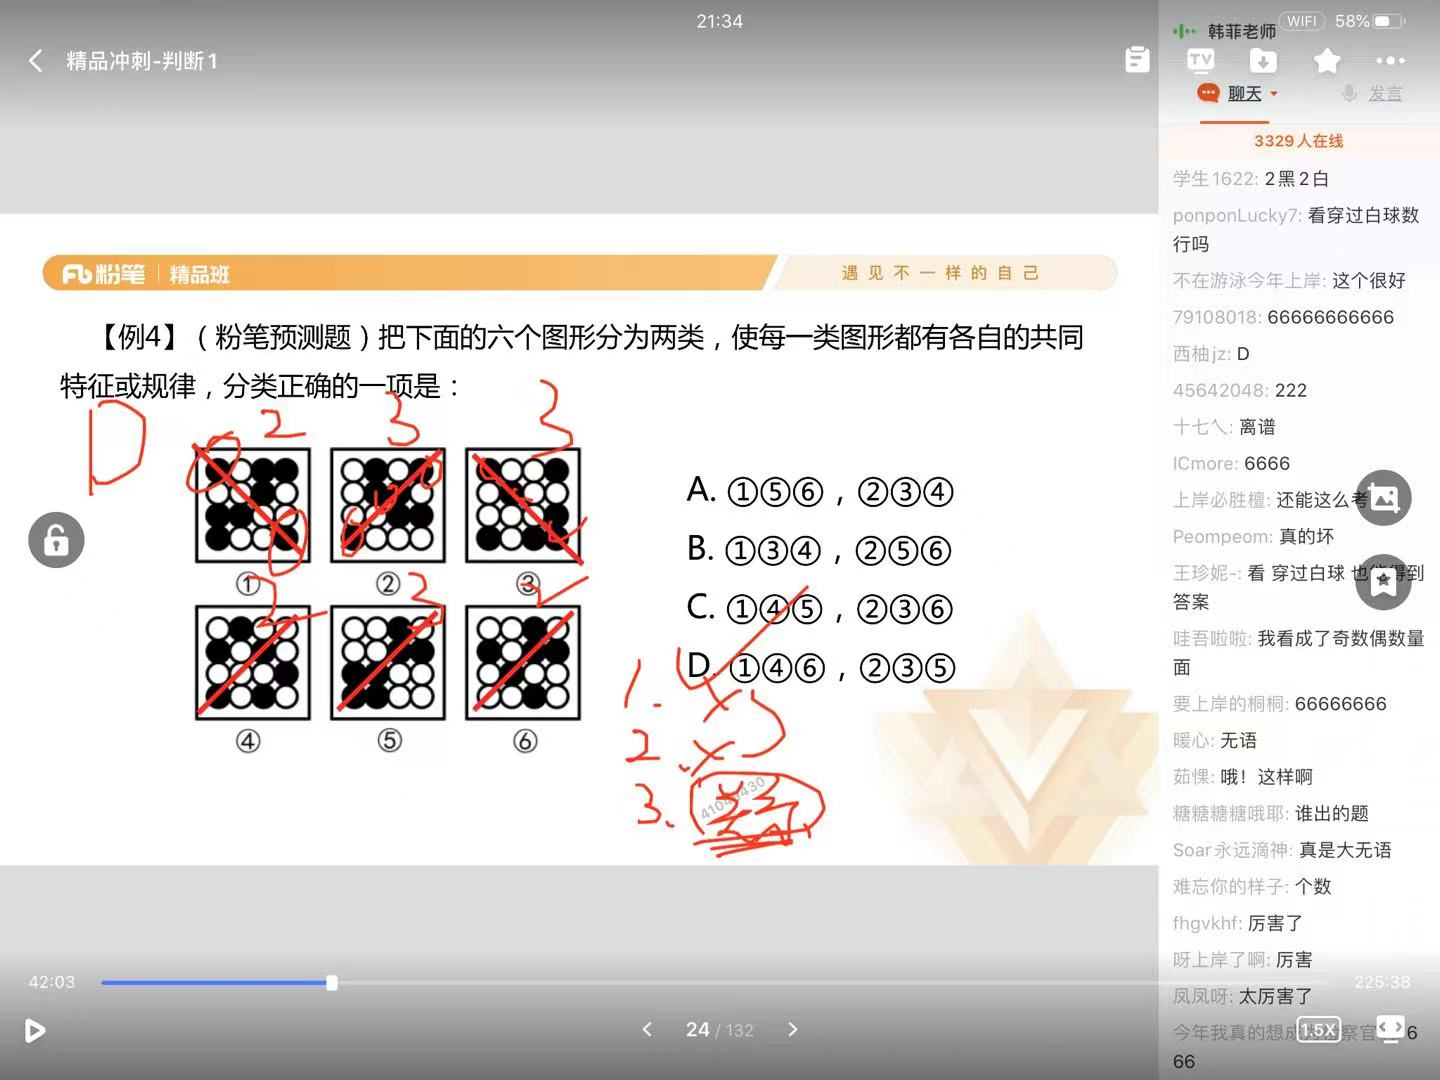 21:34
WIFI 58%
精品冲刺-判断1
韩菲老师
TV
聊天 发言
3329人在线
学生1622: 2黑2白
ponponLucky7: 看穿过白球数
行吗
不在游泳今年上岸: 这个很好
79108018: 66666666666
西柚jz: D
45642048: 222
十七乀: 离谱
ICmore: 6666
上岸必胜檀: 还能这么考
Peompeom: 真的坏
王珍妮-: 看 穿过白球 也能得到
答案
哇吾啦啦: 我看成了奇数偶数量
面
要上岸的桐桐: 66666666
暖心: 无语
茹惈: 哦！这样啊
糖糖糖糖哦耶: 谁出的题
Soar永远滴神: 真是大无语
难忘你的样子: 个数
fhgvkhf: 厉害了
呀上岸了啊: 厉害
凤凤呀: 太厉害了
今年我真的想成为检察官: 6
66
粉笔 精品班
遇见不一样的自己
【例4】（粉笔预测题）把下面的六个图形分为两类，使每一类图形都有各自的共同
特征或规律，分类正确的一项是：
D
2 3 3
① ② ③
④ ⑤ ⑥
A. ①⑤⑥，②③④
B. ①③④，②⑤⑥
C. ①④⑤，②③⑥
D. ①④⑥，②③⑤
1.
2.
3.
42:03
225:38
24 / 132
1.5X